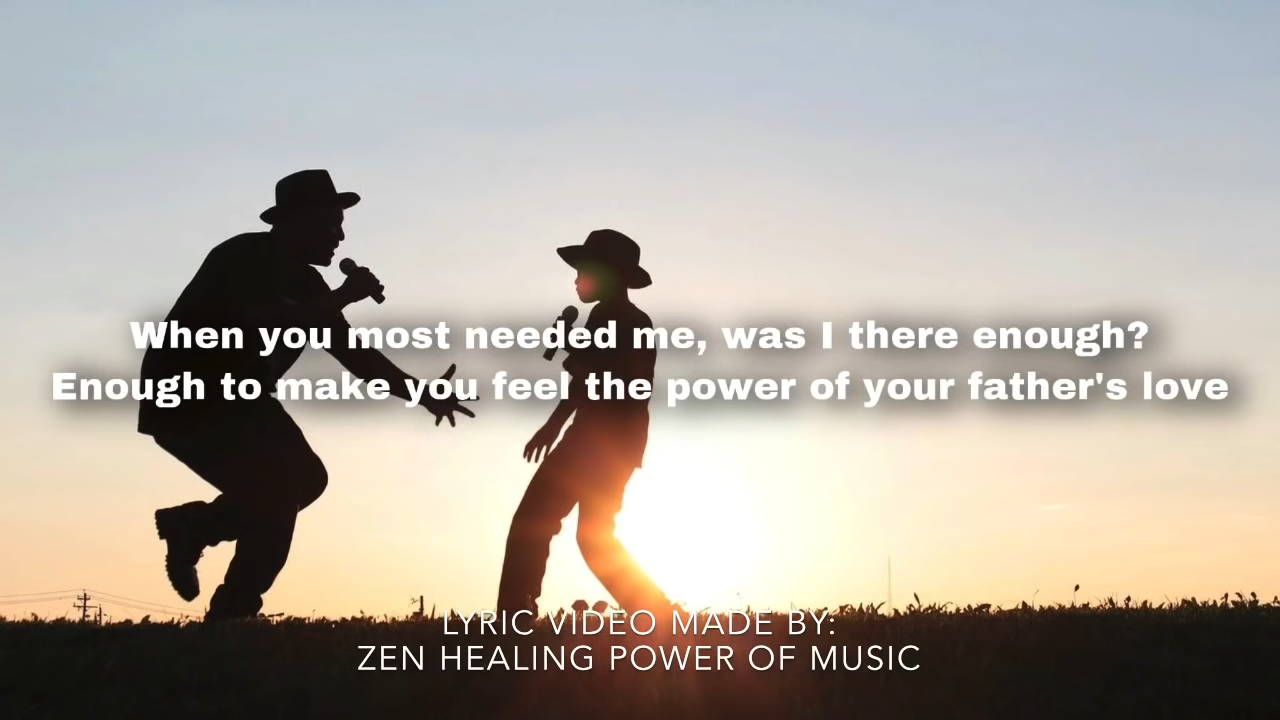 When you most needed me, was I there enough?
Enough to make you feel the power of your father's love
LYRIC VIDEO MADE BY:
ZEN HEALING POWER OF MUSIC